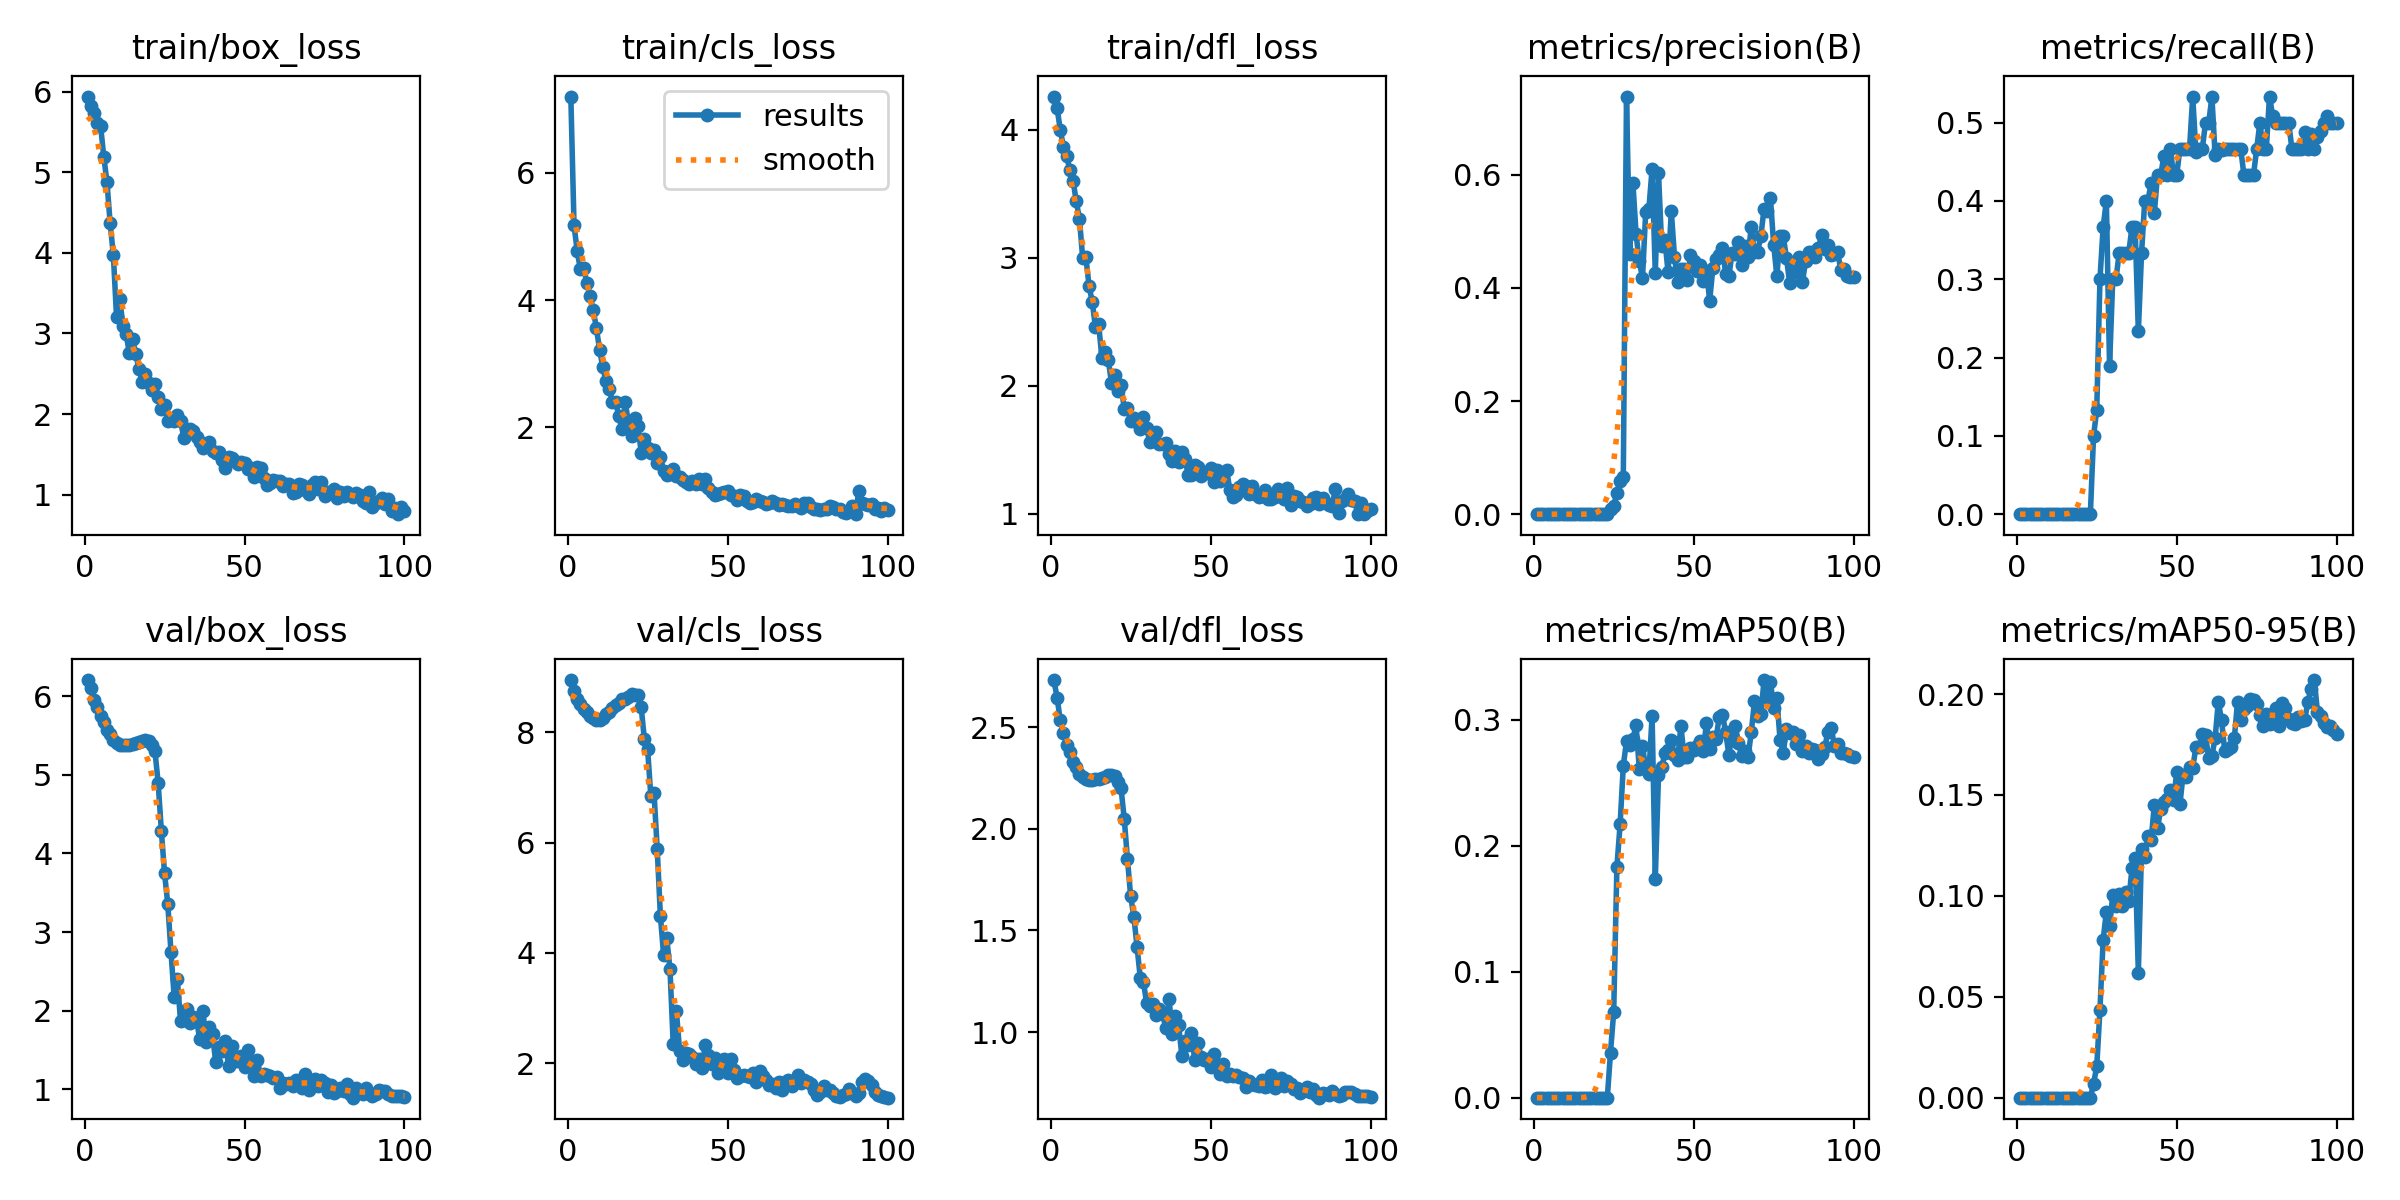 train/box_loss
train/cls_loss
train/dfl_loss
metrics/precision(B)
metrics/recall(B)
results
smooth
6
5
4
3
2
1
0 50 100
6
4
2
0 50 100
4
3
2
1
0 50 100
0.6
0.4
0.2
0.0
0 50 100
0.5
0.4
0.3
0.2
0.1
0.0
0 50 100
val/box_loss
val/cls_loss
val/dfl_loss
metrics/mAP50(B)
metrics/mAP50-95(B)
6
5
4
3
2
1
0 50 100
8
6
4
2
0 50 100
2.5
2.0
1.5
1.0
0 50 100
0.3
0.2
0.1
0.0
0 50 100
0.20
0.15
0.10
0.05
0.00
0 50 100